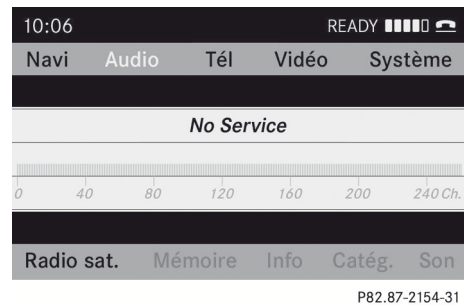 10:06 READY
Navi Audio Tél Vidéo Système
No Service
0 40 80 120 160 200 240 Ch.
Radio sat. Mémoire Info Catég. Son
P82.87-2154-31